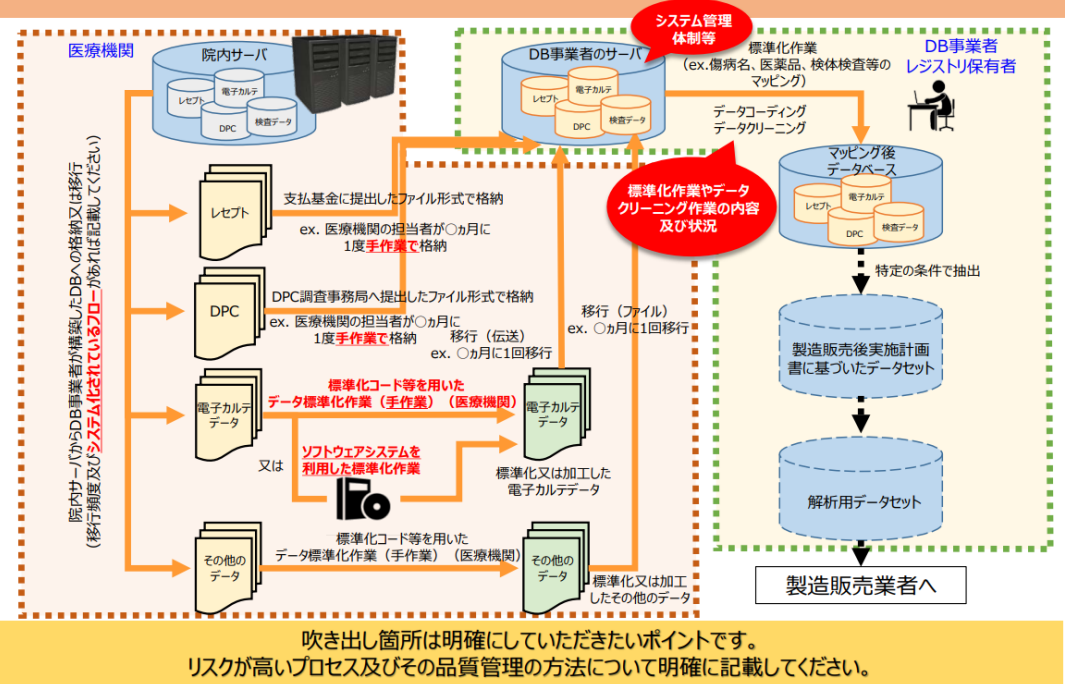 医療機関
院内サーバ
レセプト
電子カルテ
DPC
検査データ
院内サーバからDB事業者が構築したDBへの格納又は移行
（移行頻度及びシステム化されているフローがあれば記載してください）
レセプト
支払基金に提出したファイル形式で格納
ex. 医療機関の担当者が○ヵ月に
1度手作業で格納
DPC
DPC調査事務局へ提出したファイル形式で格納
ex. 医療機関の担当者が○ヵ月に
1度手作業で格納
移行（伝送）
ex. ○ヵ月に1回移行
移行（ファイル）
ex. ○ヵ月に1回移行
電子カルテ
データ
標準化コード等を用いた
データ標準化作業（手作業）（医療機関）
又は
ソフトウェアシステムを
利用した標準化作業
電子カルテ
データ
標準化又は加工した
電子カルテデータ
その他の
データ
標準化コード等を用いた
データ標準化作業（手作業）（医療機関）
その他の
データ
標準化又は加工
したその他のデータ
DB事業者のサーバ
レセプト
電子カルテ
DPC
検査データ
システム管理
体制等
標準化作業
（ex.傷病名、医薬品、検体検査等の
マッピング）
データコーディング
データクリーニング
標準化作業やデータ
クリーニング作業の内容
及び状況
DB事業者
レジストリ保有者
マッピング後
データベース
レセプト
電子カルテ
DPC
検査データ
特定の条件で抽出
製造販売後実施計画
書に基づいたデータセット
解析用データセット
製造販売業者へ
吹き出し箇所は明確にしていただきたいポイントです。
リスクが高いプロセス及びその品質管理の方法について明確に記載してください。